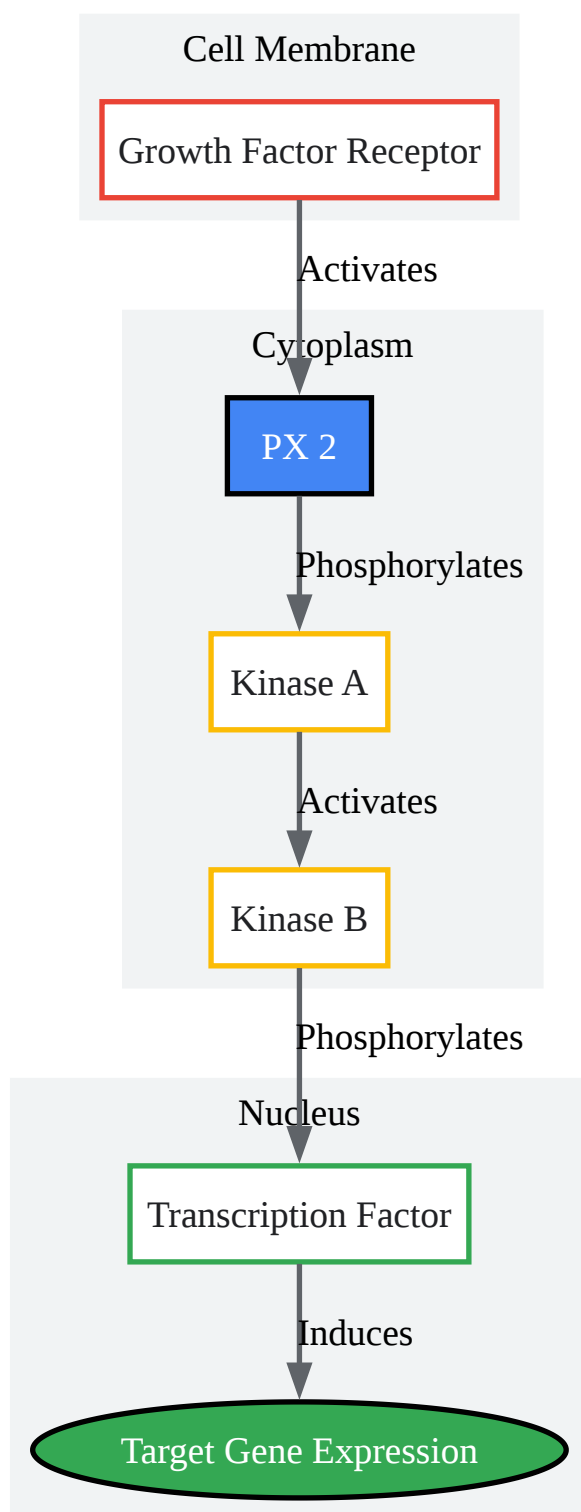 Cell Membrane
Growth Factor Receptor
Activates
Cytoplasm
PX 2
Phosphorylates
Kinase A
Activates
Kinase B
Phosphorylates
Nucleus
Transcription Factor
Induces
Target Gene Expression